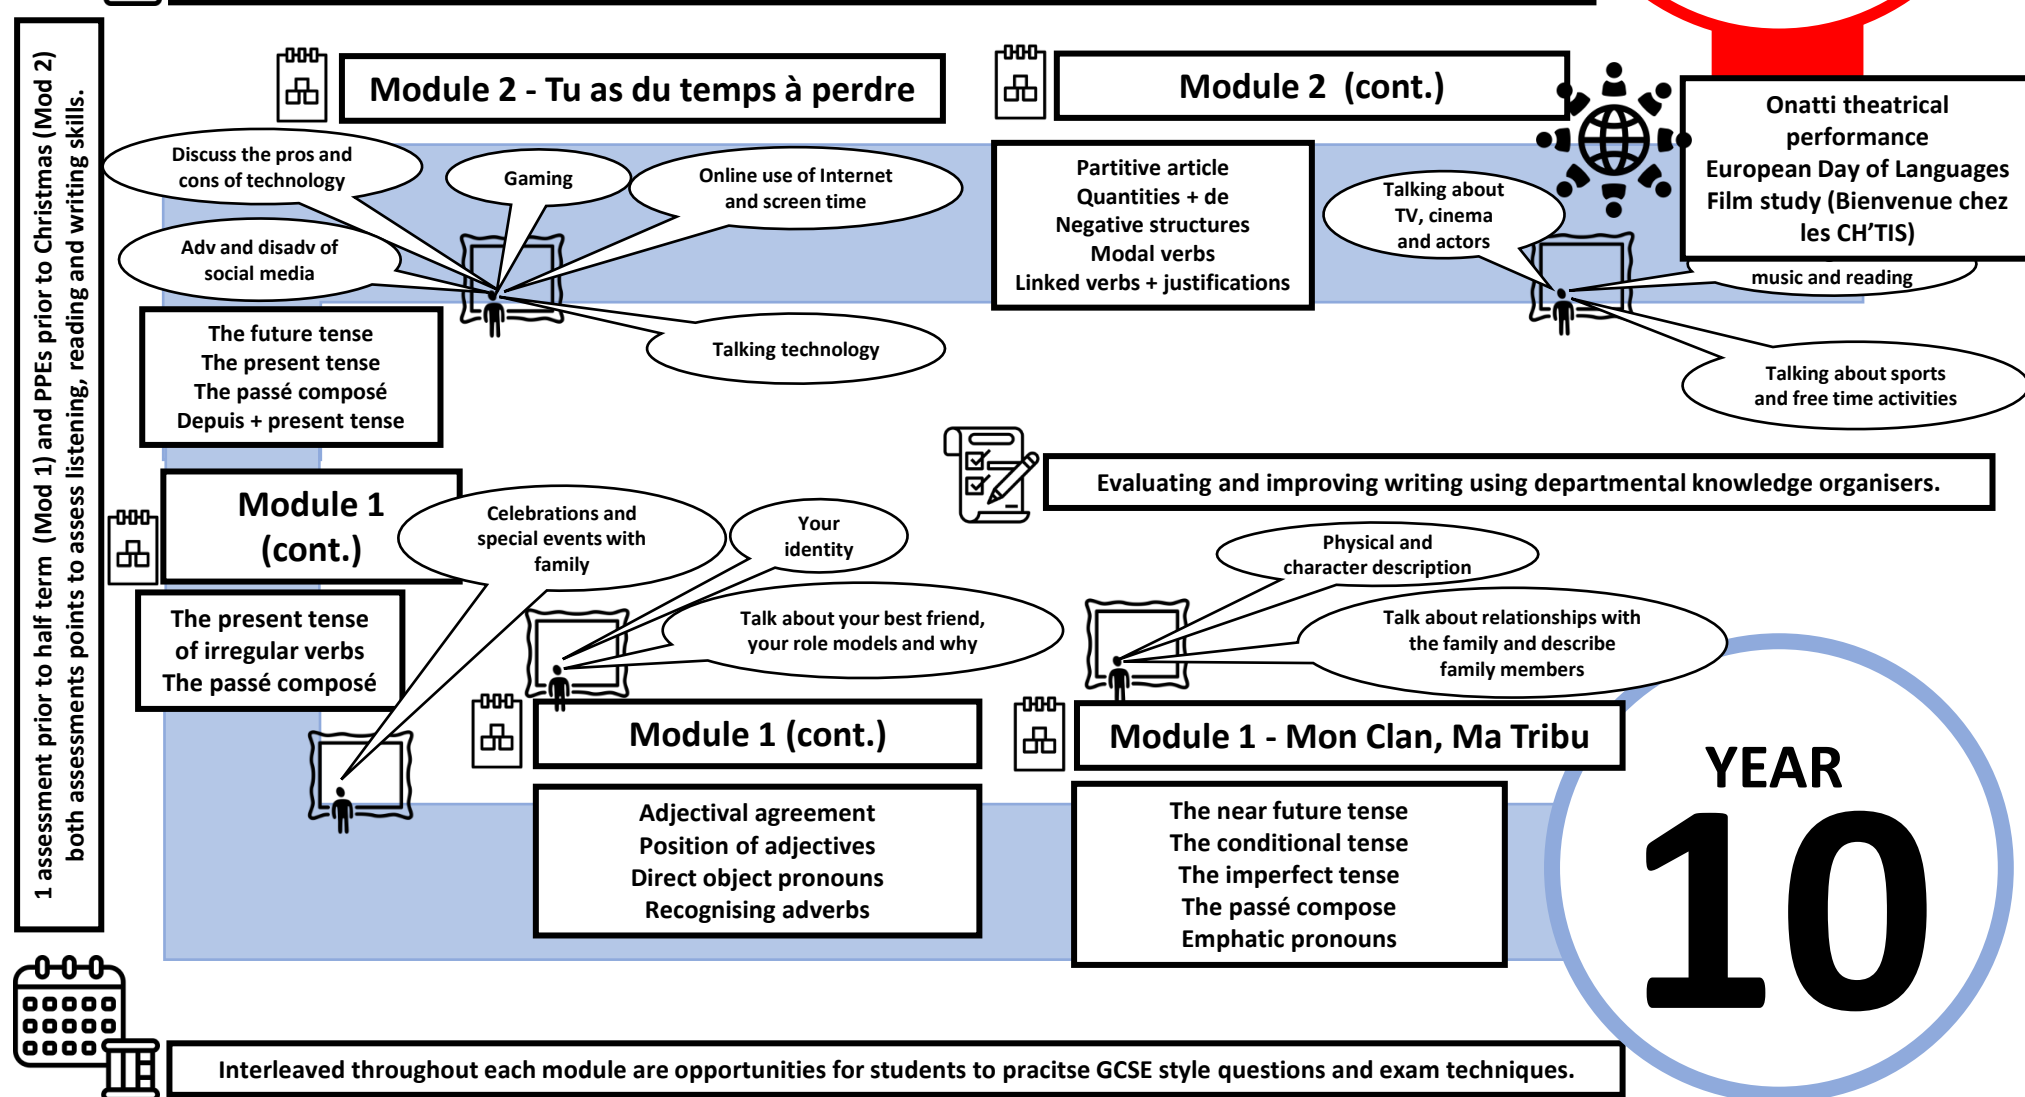 1 assessment prior to half term (Mod 1) and PPEs prior to Christmas (Mod 2)
both assessments points to assess listening, reading and writing skills.
Module 2 - Tu as du temps à perdre
Module 2 (cont.)
Onatti theatrical
performance
European Day of Languages
Film study (Bienvenue chez
les CH'TIS)
Discuss the pros and
cons of technology
Gaming
Online use of Internet
and screen time
Adv and disadv of
social media
Talking technology
Partitive article
Quantities + de
Negative structures
Modal verbs
Linked verbs + justifications
Talking about
TV, cinema
and actors
music and reading
Talking about sports
and free time activities
The future tense
The present tense
The passé composé
Depuis + present tense
Evaluating and improving writing using departmental knowledge organisers.
Module 1
(cont.)
The present tense
of irregular verbs
The passé composé
Celebrations and
special events with
family
Your
identity
Talk about your best friend,
your role models and why
Physical and
character description
Talk about relationships with
the family and describe
family members
Module 1 (cont.)
Adjectival agreement
Position of adjectives
Direct object pronouns
Recognising adverbs
Module 1 - Mon Clan, Ma Tribu
The near future tense
The conditional tense
The imperfect tense
The passé compose
Emphatic pronouns
YEAR
10
Interleaved throughout each module are opportunities for students to pracitse GCSE style questions and exam techniques.